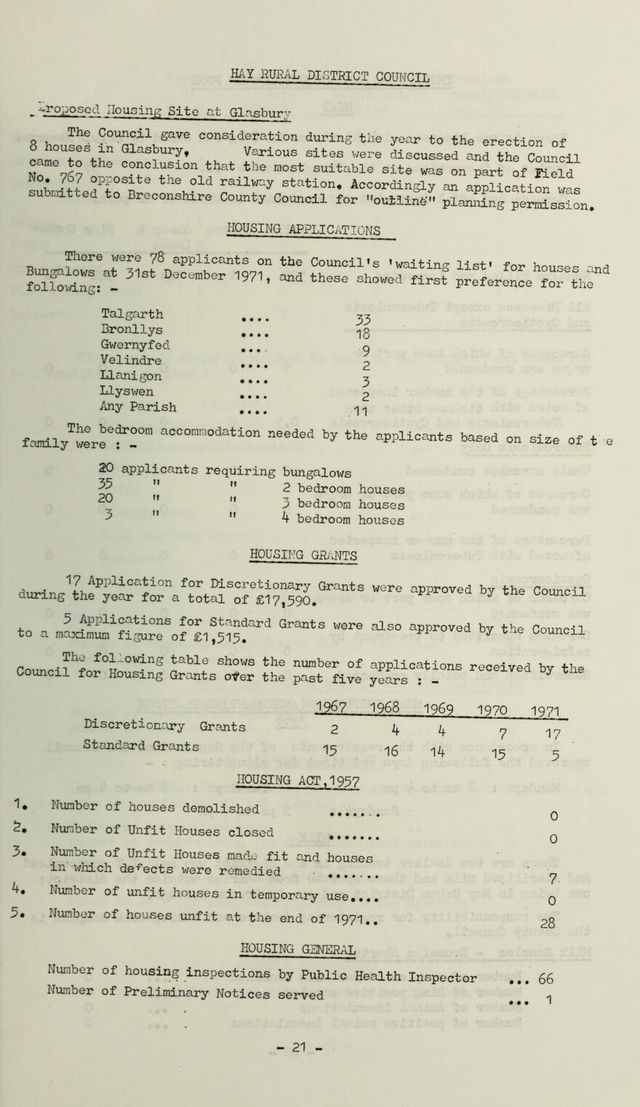 HAY RURAL DISTRICT COUNCIL
Proposed Housing Site at Glasbury
The Council gave consideration during the year to the erection of
8 houses in Glasbury, Various sites were discussed and the Council
came to the conclusion that the most suitable site was on part of Field
No. 767 opposite the old railway station. Accordingly an application was
submitted to Breconshire County Council for "outline" planning permission.
HOUSING APPLICATIONS
There were 78 applicants on the Council's 'waiting list' for houses and
Bungalows at 31st December 1971, and these showed first preference for the
following: -
Talgarth .... 33
Bronllys .... 18
Gwernyfed ... 9
Velindre .... 2
Llanigon .... 3
Llyswen .... 2
Any Parish .... 11
The bedroom accommodation needed by the applicants based on size of t e
family were : -
20 applicants requiring bungalows
35 " " 2 bedroom houses
20 " " 3 bedroom houses
3 " " 4 bedroom houses
HOUSING GRANTS
17 Application for Discretionary Grants were approved by the Council
during the year for a total of £17,590.
5 Applications for Standard Grants were also approved by the Council
to a maximum figure of £1,515.
The following table shows the number of applications received by the
Council for Housing Grants over the past five years : -
1967 1968 1969 1970 1971
Discretionary Grants 2 4 4 7 17
Standard Grants 15 16 14 15 5
HOUSING ACT,1957
1. Number of houses demolished ...... 0
2. Number of Unfit Houses closed ....... 0
3. Number of Unfit Houses made fit and houses
in which defects were remedied ....... 7
4. Number of unfit houses in temporary use.... 0
5. Number of houses unfit at the end of 1971.. 28
HOUSING GENERAL
Number of housing inspections by Public Health Inspector ... 66
Number of Preliminary Notices served ... 1
- 21 -